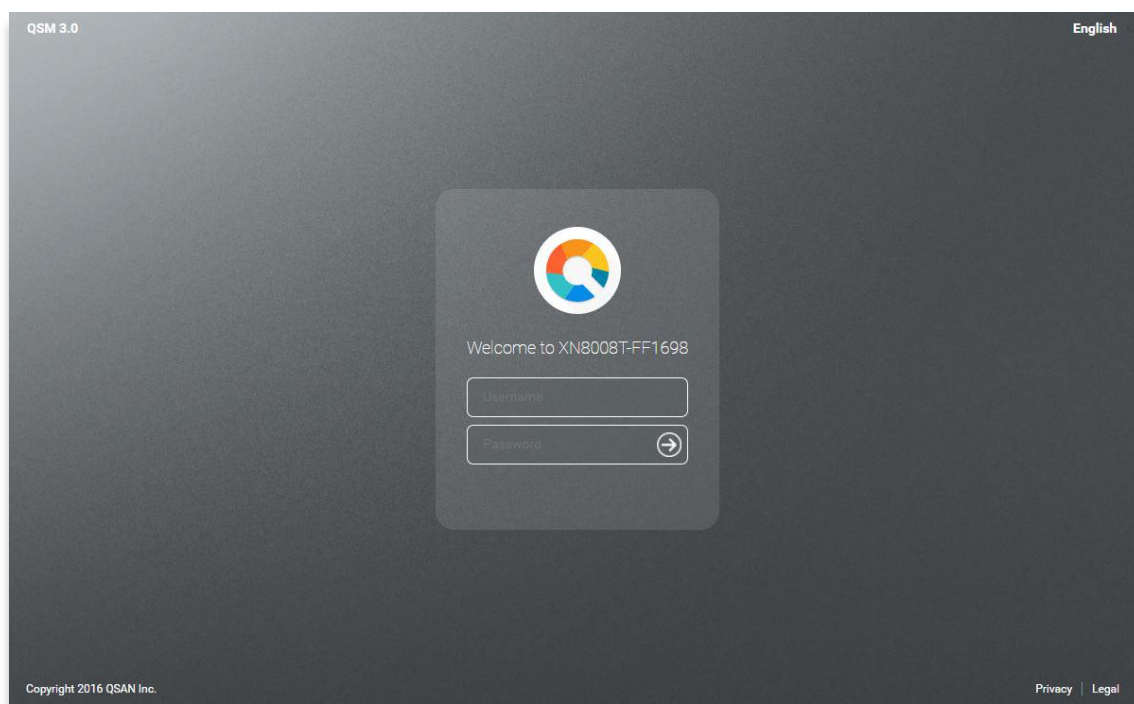 QSM 3.0
English
Welcome to XN8008T-FF1698
Username
Password
Copyright 2016 QSAN Inc.
Privacy | Legal